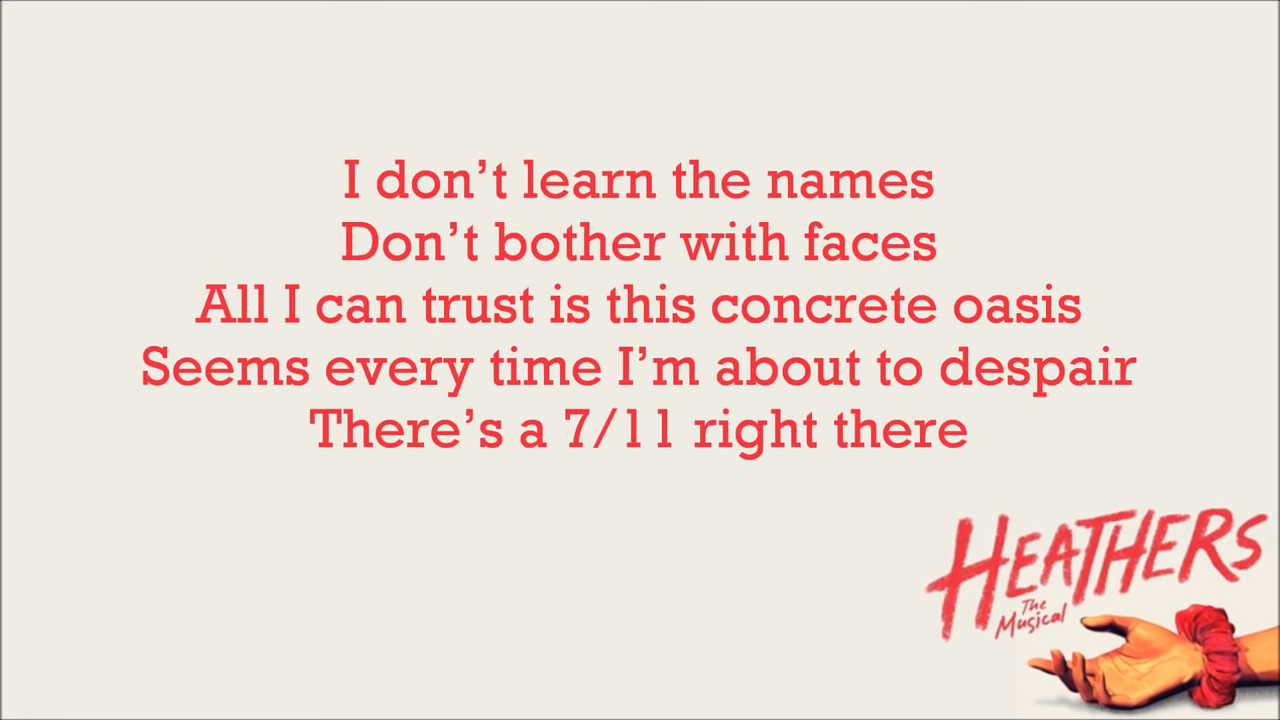 I don’t learn the names
Don’t bother with faces
All I can trust is this concrete oasis
Seems every time I’m about to despair
There’s a 7/11 right there
HEATHERS
The
Musical